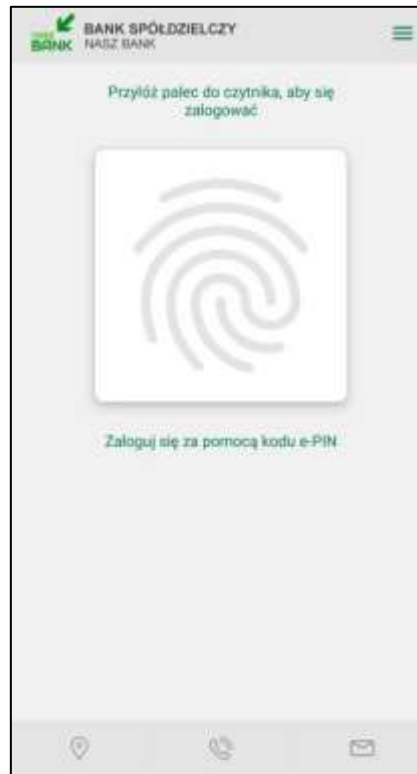 BANK SPÓŁDZIELCZY
NASZ BANK
BANK
Przyłóż palec do czytnika, aby się
zalogować
Zaloguj się za pomocą kodu e-PIN